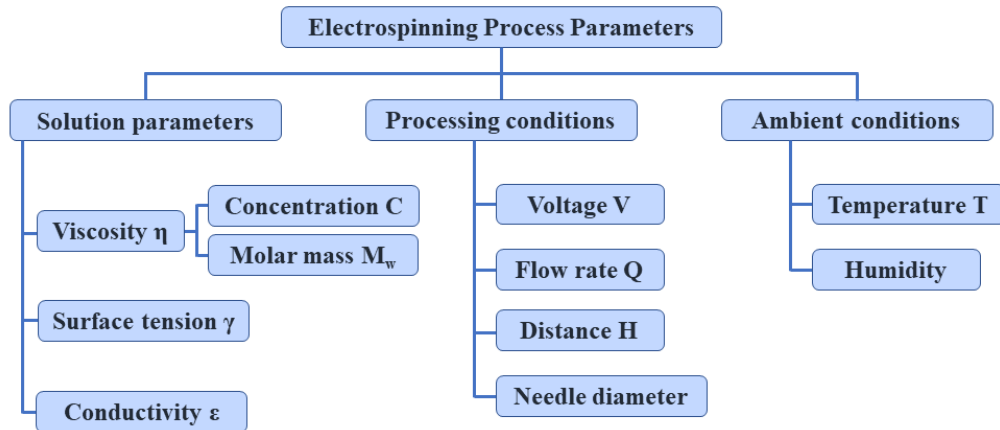 Electrospinning Process Parameters
Solution parameters
Viscosity η
Concentration C
Molar mass M_w
Surface tension γ
Conductivity ε
Processing conditions
Voltage V
Flow rate Q
Distance H
Needle diameter
Ambient conditions
Temperature T
Humidity